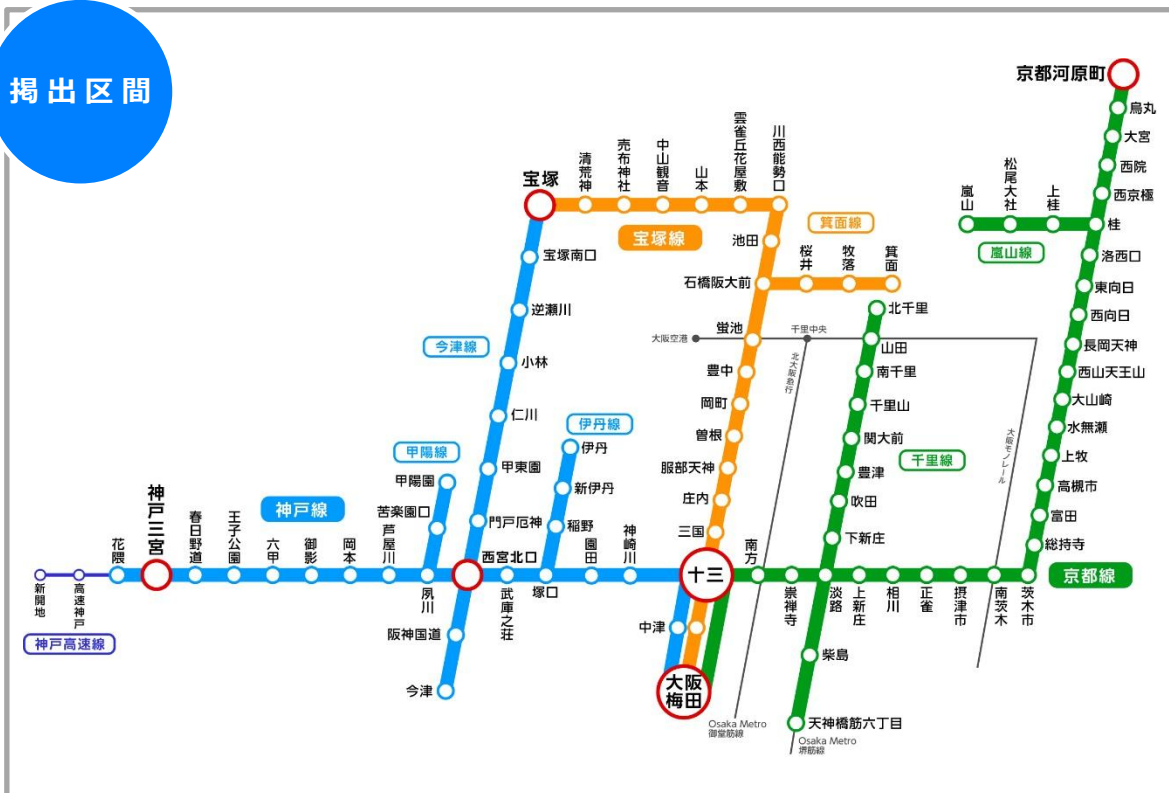 掲出区間
京都河原町
烏丸
大宮
西院
西京極
桂
洛西口
東向日
西向日
長岡天神
西山天王山
大山崎
水無瀬
上牧
高槻市
富田
総持寺
京都線
嵐山
松尾大社
上桂
嵐山線
宝塚
清荒神
売布神社
中山観音
山本
雲雀丘花屋敷
川西能勢口
宝塚線
箕面線
池田
石橋阪大前
桜井
牧落
箕面
蛍池
豊中
岡町
曽根
服部天神
庄内
三国
大阪空港
千里中央
北大阪急行
大阪モノレール
北千里
山田
南千里
千里山
関大前
豊津
吹田
下新庄
千里線
宝塚南口
逆瀬川
小林
仁川
甲東園
門戸厄神
今津線
伊丹線
伊丹
新伊丹
稲野
甲陽線
甲陽園
苦楽園口
神戸線
新開地
高速神戸
神戸高速線
花隈
神戸三宮
春日野道
王子公園
六甲
御影
岡本
芦屋川
夙川
西宮北口
武庫之荘
塚口
園田
神崎川
十三
南方
崇禅寺
淡路
上新庄
相川
正雀
摂津市
南茨木
茨木市
阪神国道
今津
中津
大阪
梅田
柴島
天神橋筋六丁目
Osaka Metro
御堂筋線
Osaka Metro
堺筋線